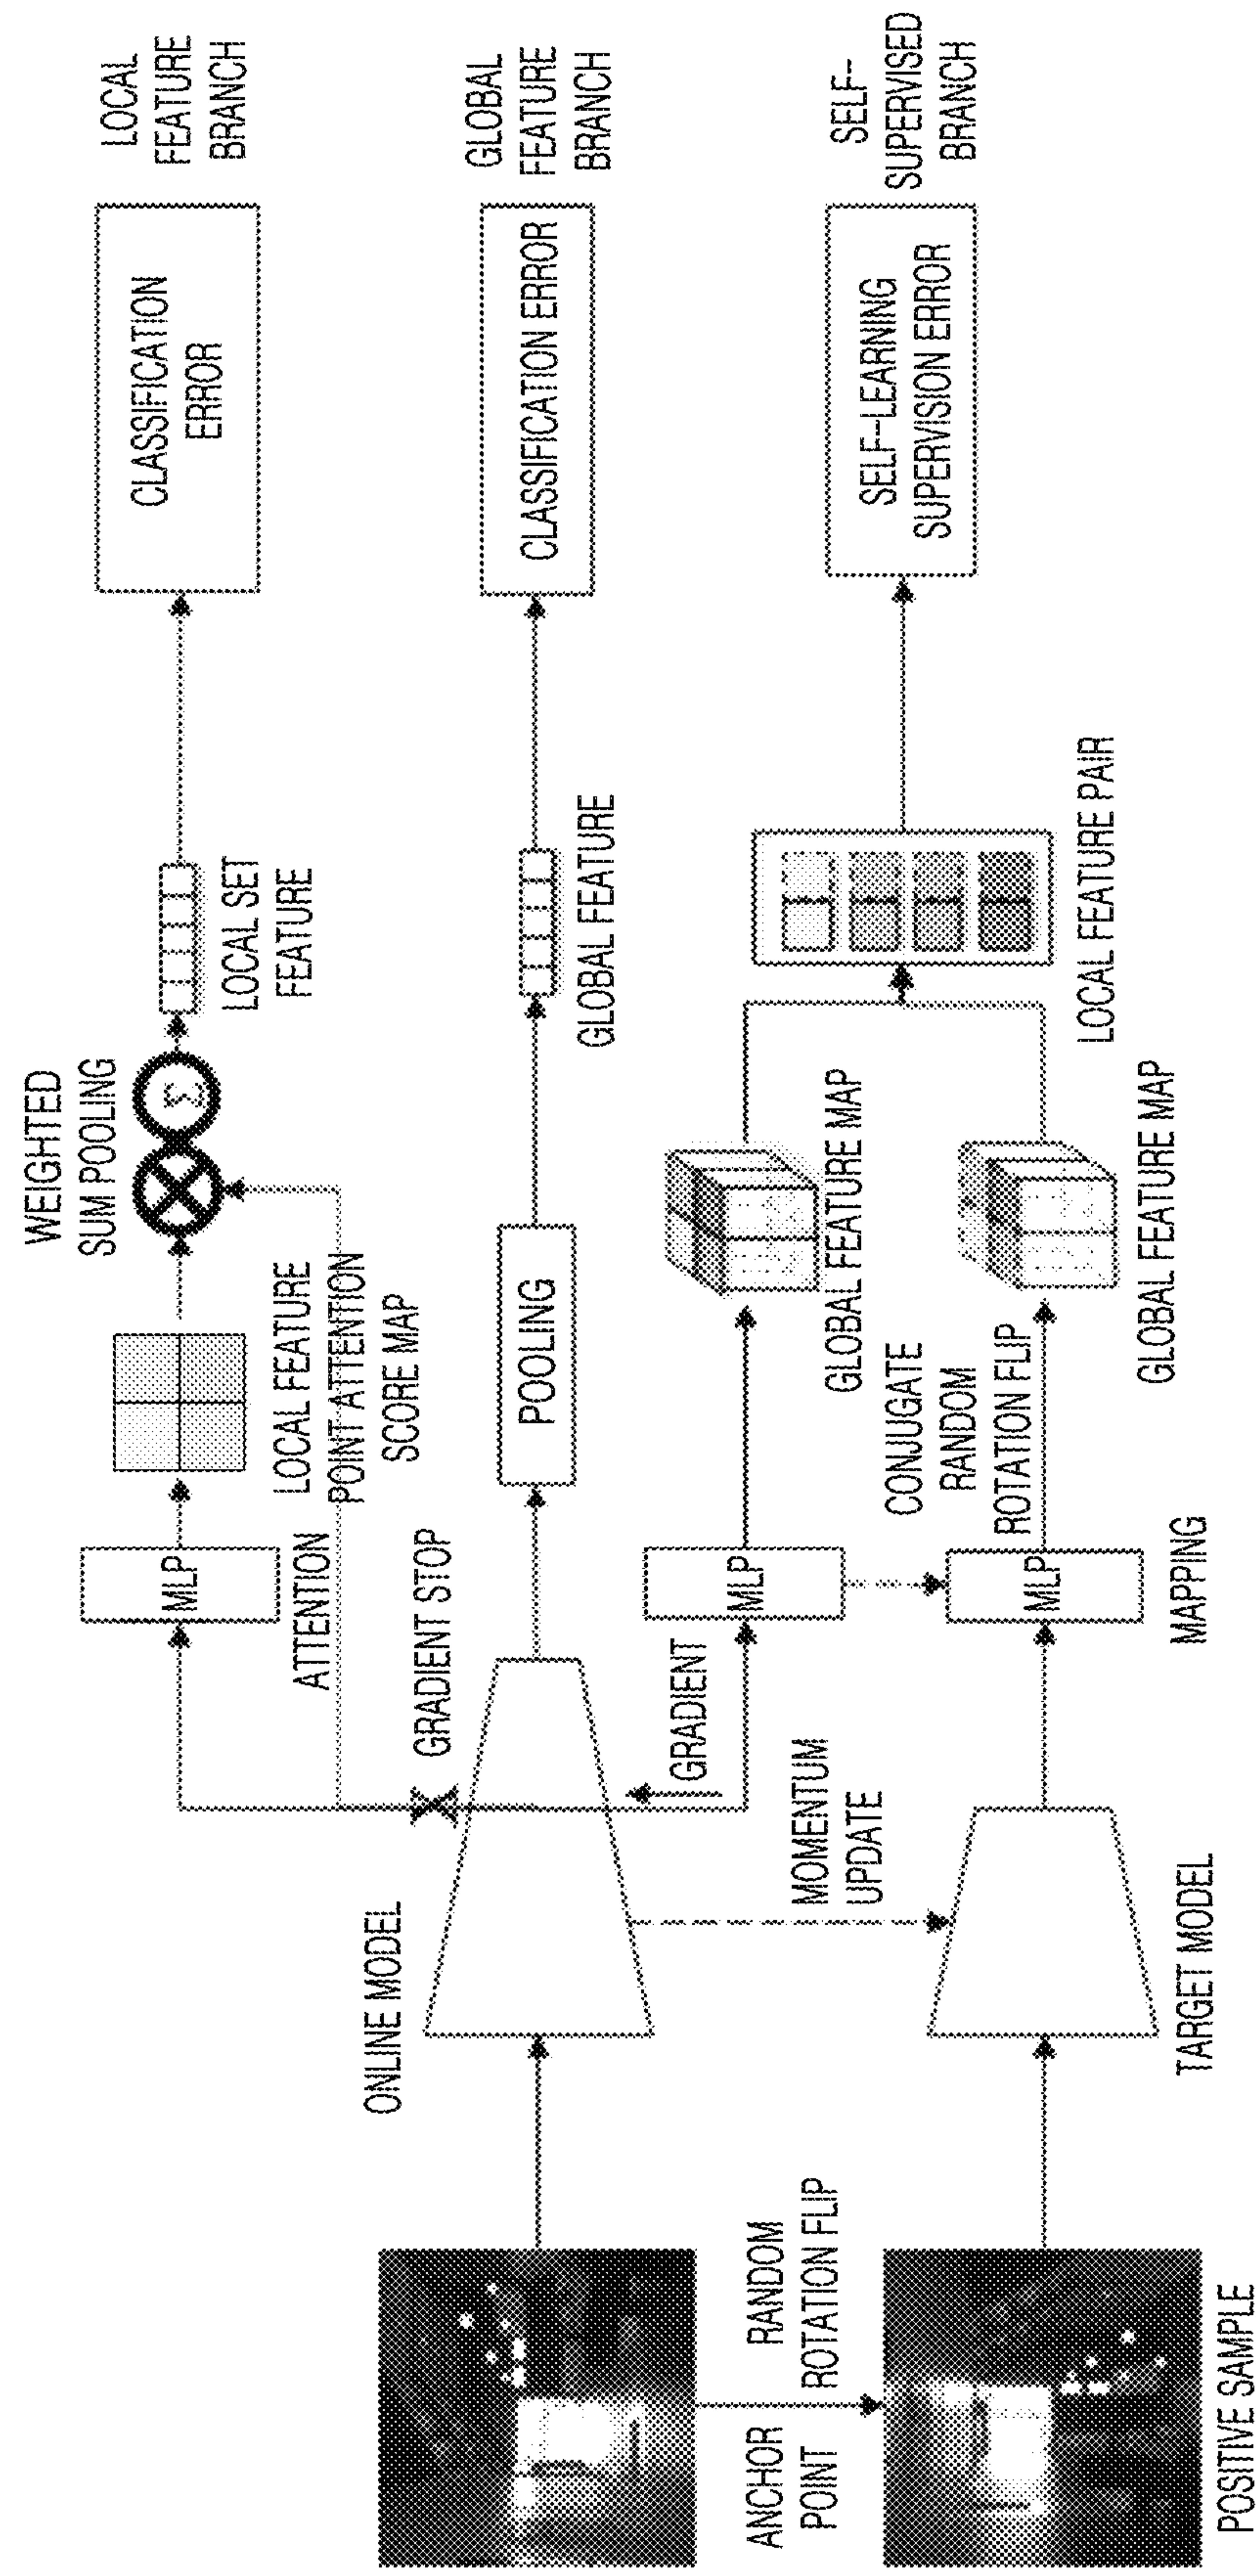 ANCHOR
POINT
RANDOM
ROTATION FLIP
POSITIVE SAMPLE
ONLINE MODEL
MOMENTUM
UPDATE
TARGET MODEL
GRADIENT STOP
GRADIENT
MLP
ATTENTION
MLP
MLP
MAPPING
LOCAL FEATURE
POINT ATTENTION
SCORE MAP
POOLING
CONJUGATE
RANDOM
ROTATION FLIP
WEIGHTED
SUM POOLING
Σ
GLOBAL FEATURE MAP
GLOBAL FEATURE MAP
LOCAL SET
FEATURE
GLOBAL FEATURE
LOCAL FEATURE PAIR
CLASSIFICATION
ERROR
CLASSIFICATION ERROR
SELF-LEARNING
SUPERVISION ERROR
LOCAL
FEATURE
BRANCH
GLOBAL
FEATURE
BRANCH
SELF-
SUPERVISED
BRANCH